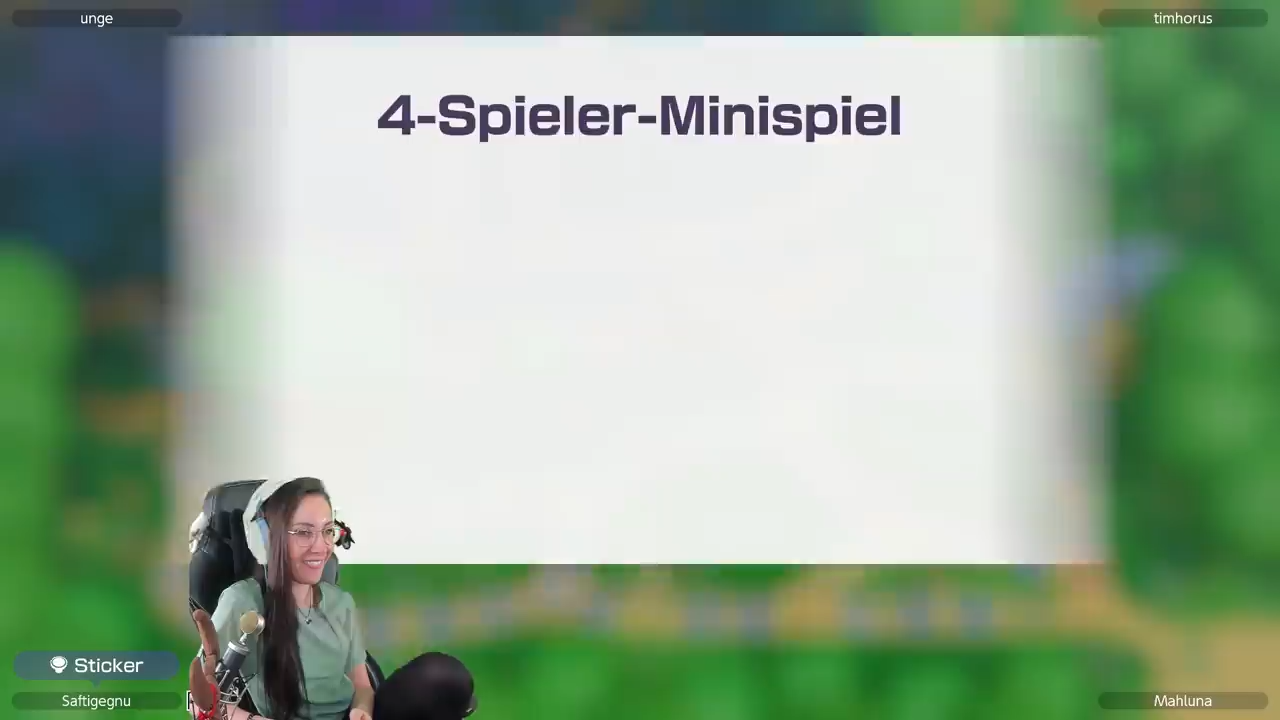 unge
timhorus
4-Spieler-Minispiel
Sticker
Saftigegnu
Mahluna